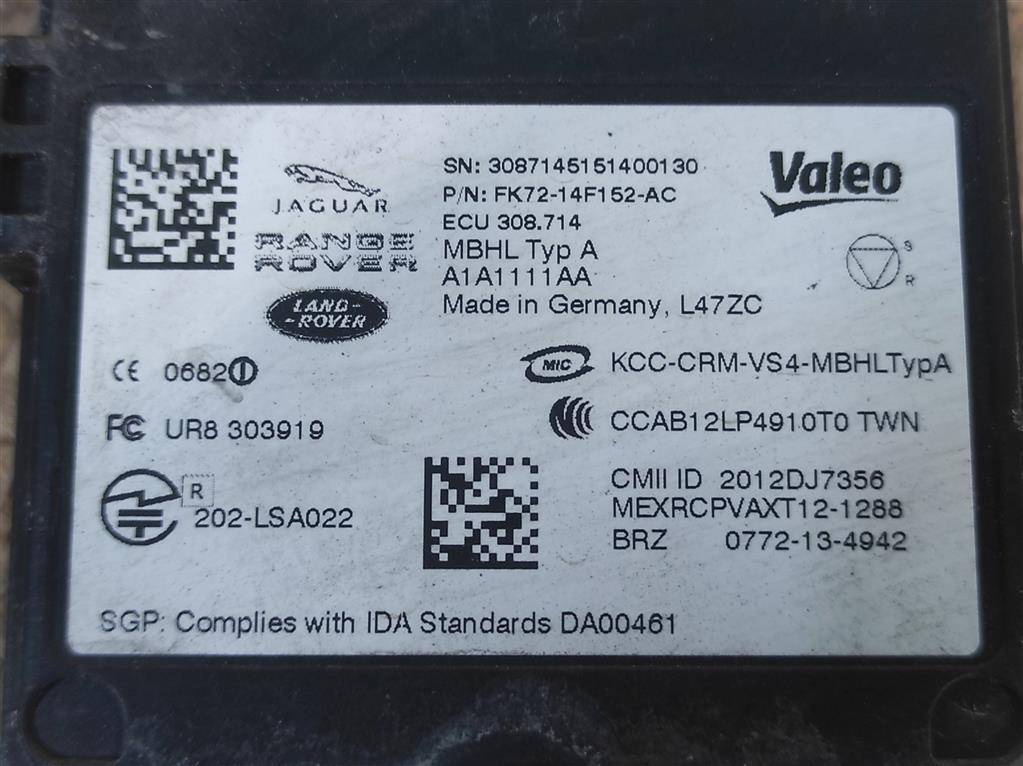 JAGUAR
RANGE
ROVER
LAND-
-ROVER
SN: 3087145151400130
P/N: FK72-14F152-AC
ECU 308.714
MBHL Typ A
A1A1111AA
Made in Germany, L47ZC
Valeo
S
R
CE 0682
FC UR8 303919
R
202-LSA022
MIC KCC-CRM-VS4-MBHLTypA
CCAB12LP4910T0 TWN
CMII ID 2012DJ7356
MEXRCPVAXT12-1288
BRZ 0772-13-4942
SGP: Complies with IDA Standards DA00461